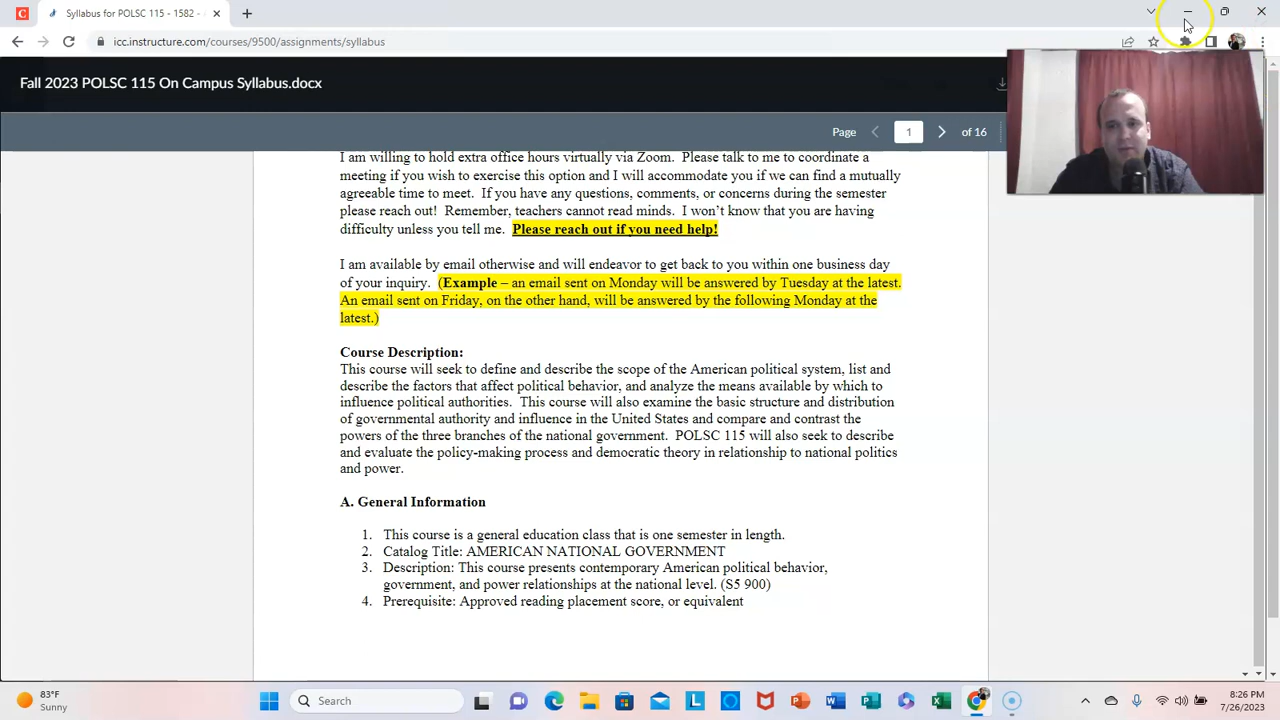 Syllabus for POLSC 115 - 1582 -
icc.instructure.com/courses/9500/assignments/syllabus
Fall 2023 POLSC 115 On Campus Syllabus.docx
Page 1 of 16
I am willing to hold extra office hours virtually via Zoom. Please talk to me to coordinate a
meeting if you wish to exercise this option and I will accommodate you if we can find a mutually
agreeable time to meet. If you have any questions, comments, or concerns during the semester
please reach out! Remember, teachers cannot read minds. I won't know that you are having
difficulty unless you tell me. Please reach out if you need help!
I am available by email otherwise and will endeavor to get back to you within one business day
of your inquiry. (Example – an email sent on Monday will be answered by Tuesday at the latest.
An email sent on Friday, on the other hand, will be answered by the following Monday at the
latest.)
Course Description:
This course will seek to define and describe the scope of the American political system, list and
describe the factors that affect political behavior, and analyze the means available by which to
influence political authorities. This course will also examine the basic structure and distribution
of governmental authority and influence in the United States and compare and contrast the
powers of the three branches of the national government. POLSC 115 will also seek to describe
and evaluate the policy-making process and democratic theory in relationship to national politics
and power.
A. General Information
1. This course is a general education class that is one semester in length.
2. Catalog Title: AMERICAN NATIONAL GOVERNMENT
3. Description: This course presents contemporary American political behavior,
government, and power relationships at the national level. (S5 900)
4. Prerequisite: Approved reading placement score, or equivalent
83°F
Sunny
Search
8:26 PM
7/26/2023